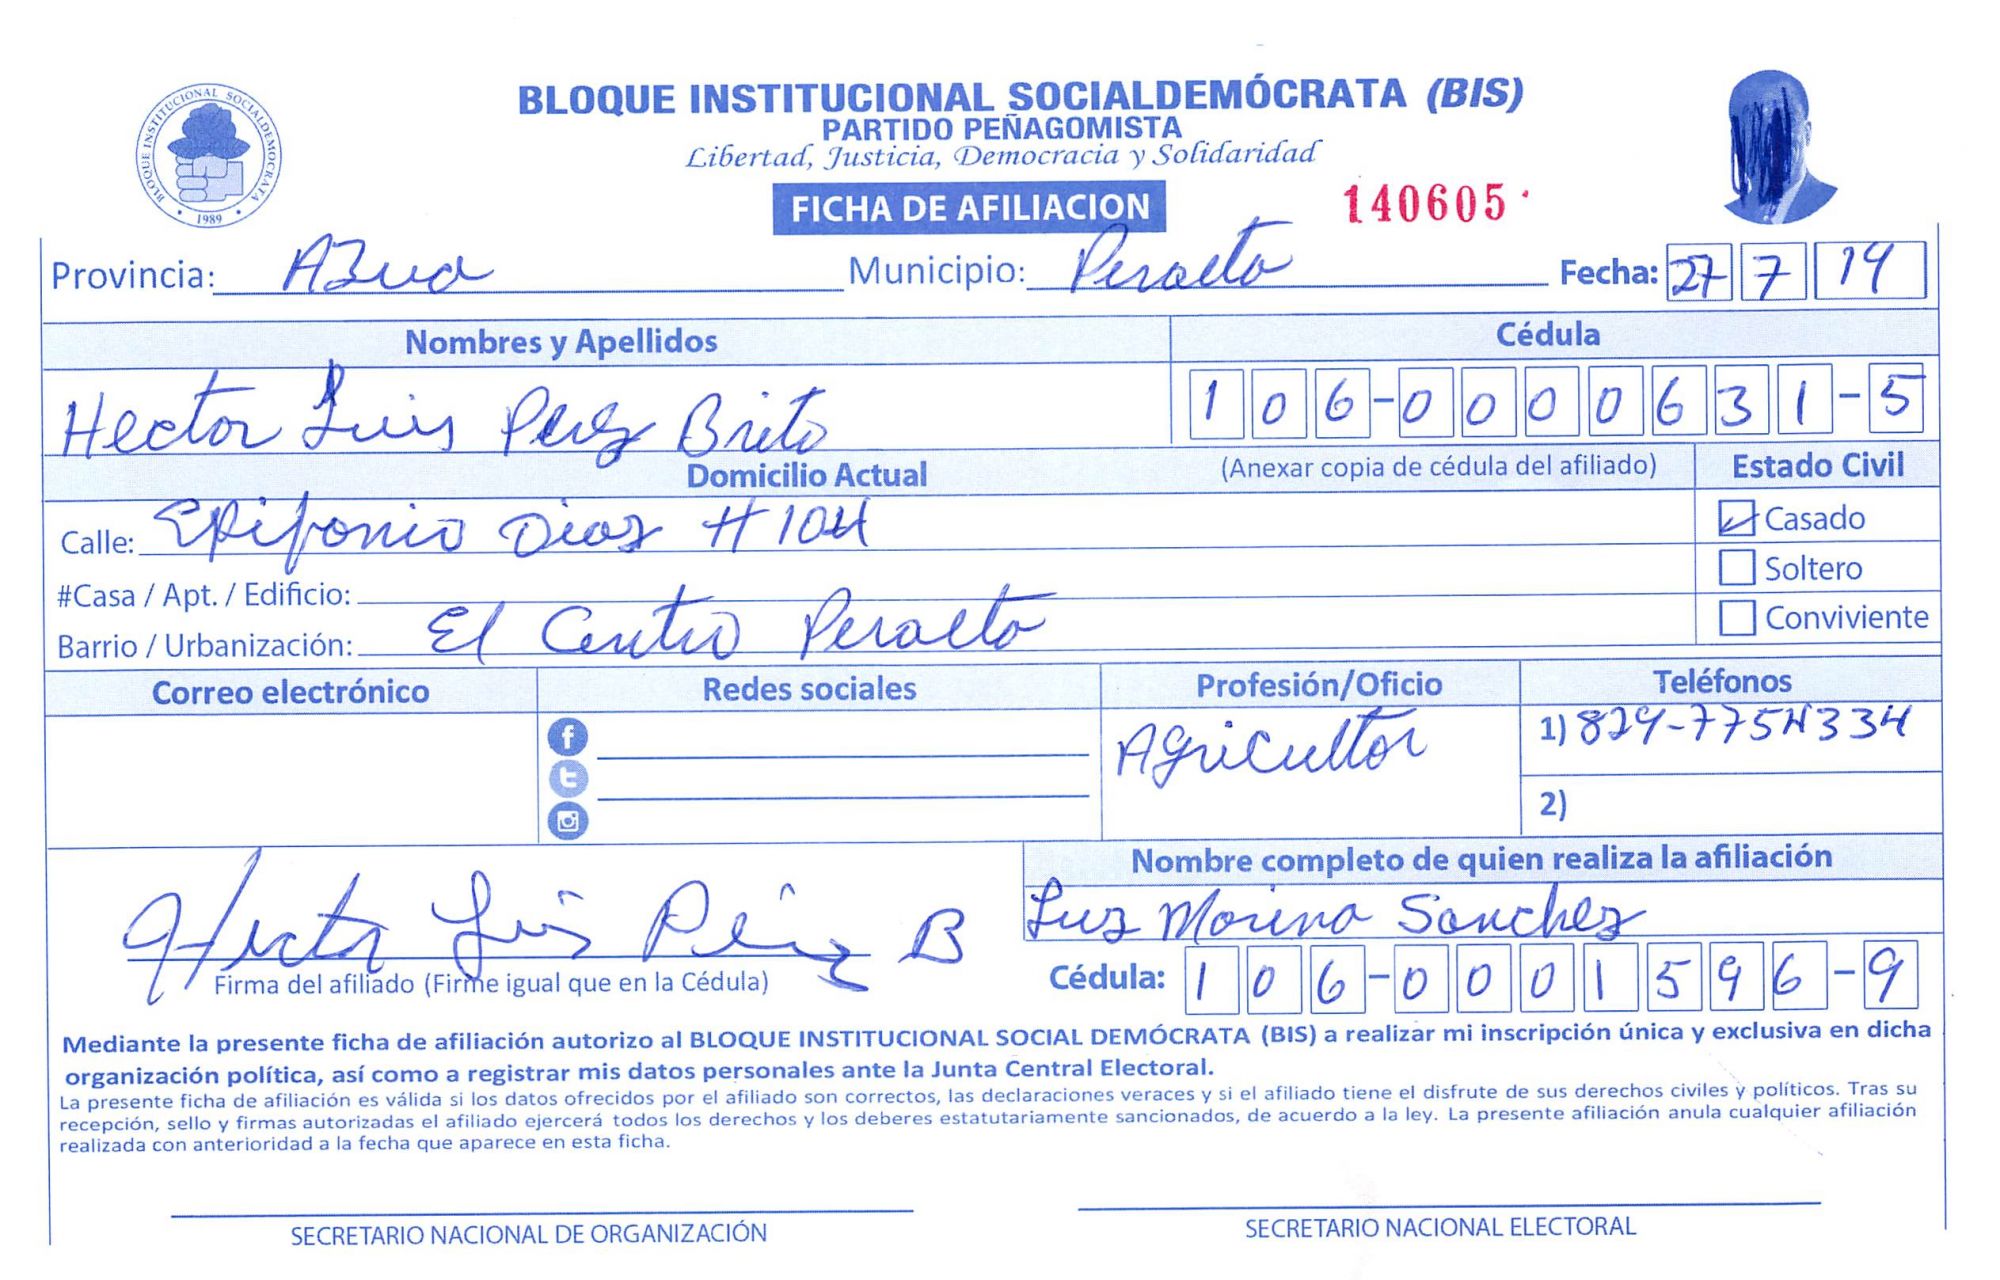 BLOQUE INSTITUCIONAL SOCIALDEMOCRATA
1989
BLOQUE INSTITUCIONAL SOCIALDEMÓCRATA (BIS)
PARTIDO PEÑAGOMISTA
Libertad, Justicia, Democracia y Solidaridad
FICHA DE AFILIACION 140605
Provincia: AZua Municipio: Peralta Fecha: 27 7 19
Nombres y Apellidos Cédula
Hector Luis Perez Brito 106-0000631-5
Domicilio Actual (Anexar copia de cédula del afiliado) Estado Civil
Calle: Epifanio Diaz #104 Casado
#Casa / Apt. / Edificio: Soltero
Barrio / Urbanización: El Centro Peralta Conviviente
Correo electrónico Redes sociales Profesión/Oficio Teléfonos
Agricultor 1) 829-7754334
2)
Nombre completo de quien realiza la afiliación
Luz Morena Sanchez
Hector Luis Pérez B
Firma del afiliado (Firme igual que en la Cédula) Cédula: 106-0001596-9
Mediante la presente ficha de afiliación autorizo al BLOQUE INSTITUCIONAL SOCIAL DEMÓCRATA (BIS) a realizar mi inscripción única y exclusiva en dicha
organización política, así como a registrar mis datos personales ante la Junta Central Electoral.
La presente ficha de afiliación es válida si los datos ofrecidos por el afiliado son correctos, las declaraciones veraces y si el afiliado tiene el disfrute de sus derechos civiles y políticos. Tras su
recepción, sello y firmas autorizadas el afiliado ejercerá todos los derechos y los deberes estatutariamente sancionados, de acuerdo a la ley. La presente afiliación anula cualquier afiliación
realizada con anterioridad a la fecha que aparece en esta ficha.
SECRETARIO NACIONAL DE ORGANIZACIÓN SECRETARIO NACIONAL ELECTORAL